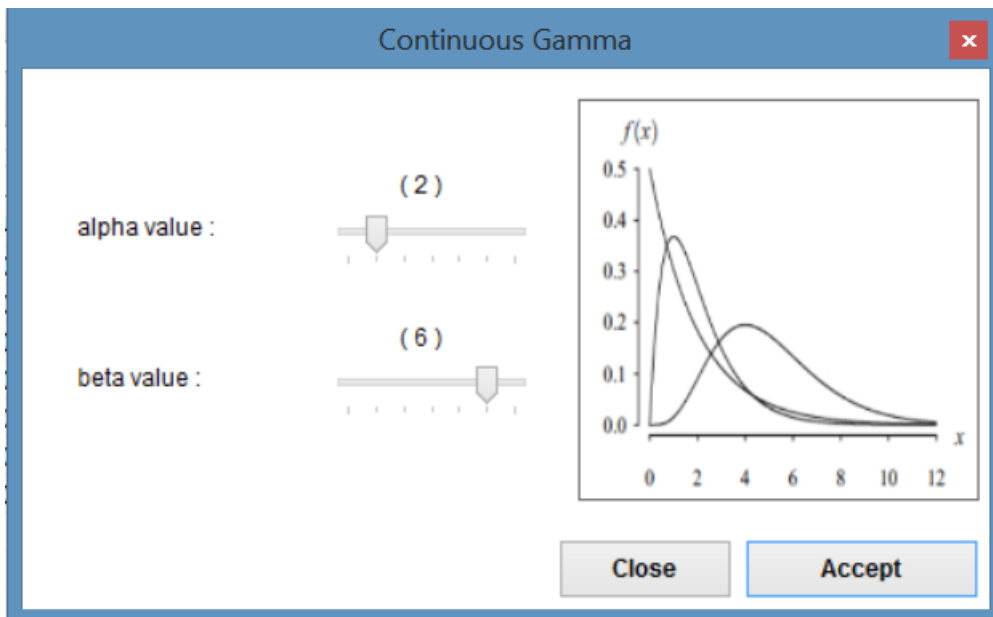 Continuous Gamma
x
( 2 )
alpha value :
( 6 )
beta value :
f(x)
0.5
0.4
0.3
0.2
0.1
0.0
x
0 2 4 6 8 10 12
Close Accept